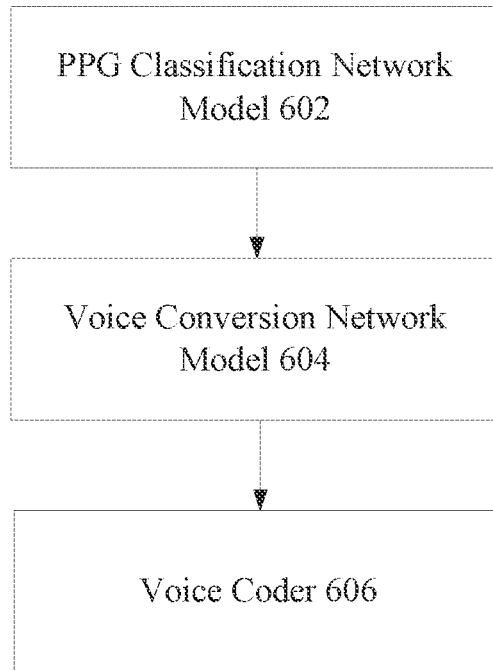 PPG Classification Network
Model 602
Voice Conversion Network
Model 604
Voice Coder 606